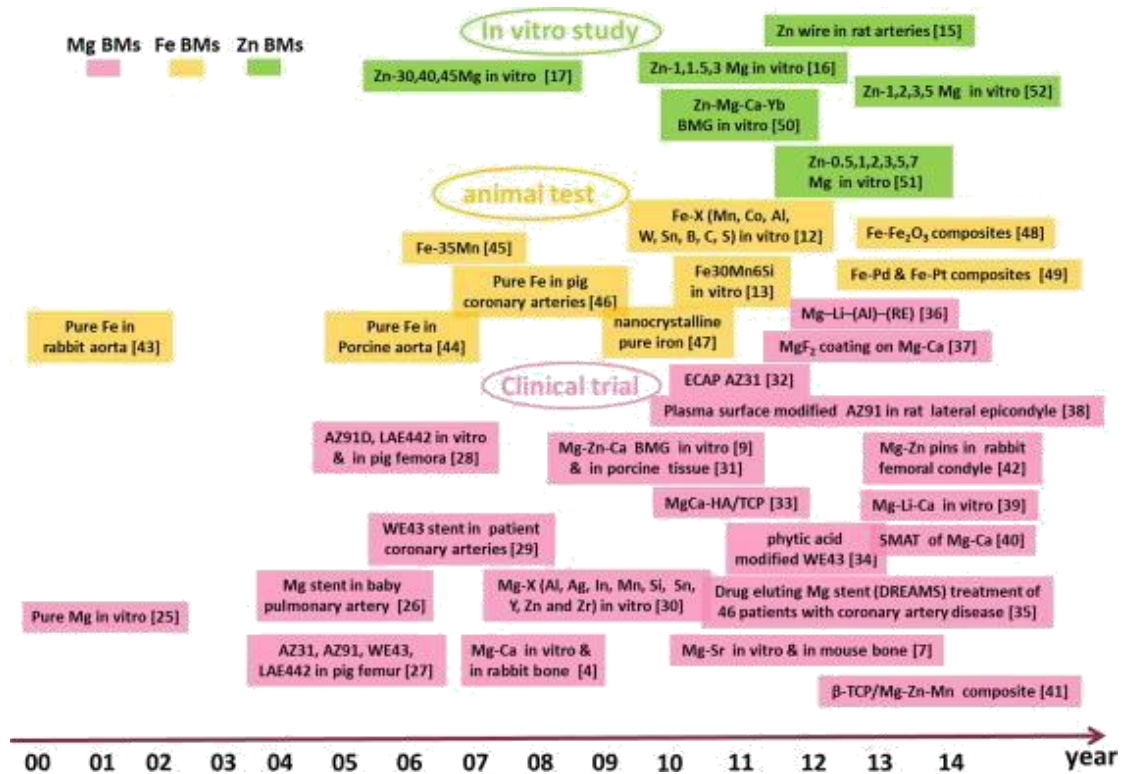 Mg BMs Fe BMs Zn BMs
In vitro study
Zn wire in rat arteries [15]
Zn-30,40,45Mg in vitro [17]
Zn-1,1.5,3 Mg in vitro [16]
Zn-1,2,3,5 Mg in vitro [52]
Zn-Mg-Ca-Yb
BMG in vitro [50]
Zn-0.5,1,2,3,5,7
Mg in vitro [51]
animal test
Fe-X (Mn, Co, Al,
W, Sn, B, C, S) in vitro [12]
Fe-35Mn [45]
Fe-Fe₂O₃ composites [48]
Pure Fe in pig
coronary arteries [46]
Fe30Mn6Si
in vitro [13]
Fe-Pd & Fe-Pt composites [49]
Pure Fe in
rabbit aorta [43]
Pure Fe in
Porcine aorta [44]
nanocrystalline
pure iron [47]
Mg–Li–(Al)–(RE) [36]
MgF₂ coating on Mg-Ca [37]
Clinical trial
ECAP AZ31 [32]
Plasma surface modified AZ91 in rat lateral epicondyle [38]
AZ91D, LAE442 in vitro
& in pig femora [28]
Mg-Zn-Ca BMG in vitro [9]
& in porcine tissue [31]
Mg-Zn pins in rabbit
femoral condyle [42]
MgCa-HA/TCP [33]
Mg-Li-Ca in vitro [39]
WE43 stent in patient
coronary arteries [29]
phytic acid
modified WE43 [34]
SMAT of Mg-Ca [40]
Mg stent in baby
pulmonary artery [26]
Mg-X (Al, Ag, In, Mn, Si, Sn,
Y, Zn and Zr) in vitro [30]
Drug eluting Mg stent (DREAMS) treatment of
46 patients with coronary artery disease [35]
Pure Mg in vitro [25]
AZ31, AZ91, WE43,
LAE442 in pig femur [27]
Mg-Ca in vitro &
in rabbit bone [4]
Mg-Sr in vitro & in mouse bone [7]
β-TCP/Mg-Zn-Mn composite [41]
00 01 02 03 04 05 06 07 08 09 10 11 12 13 14 year